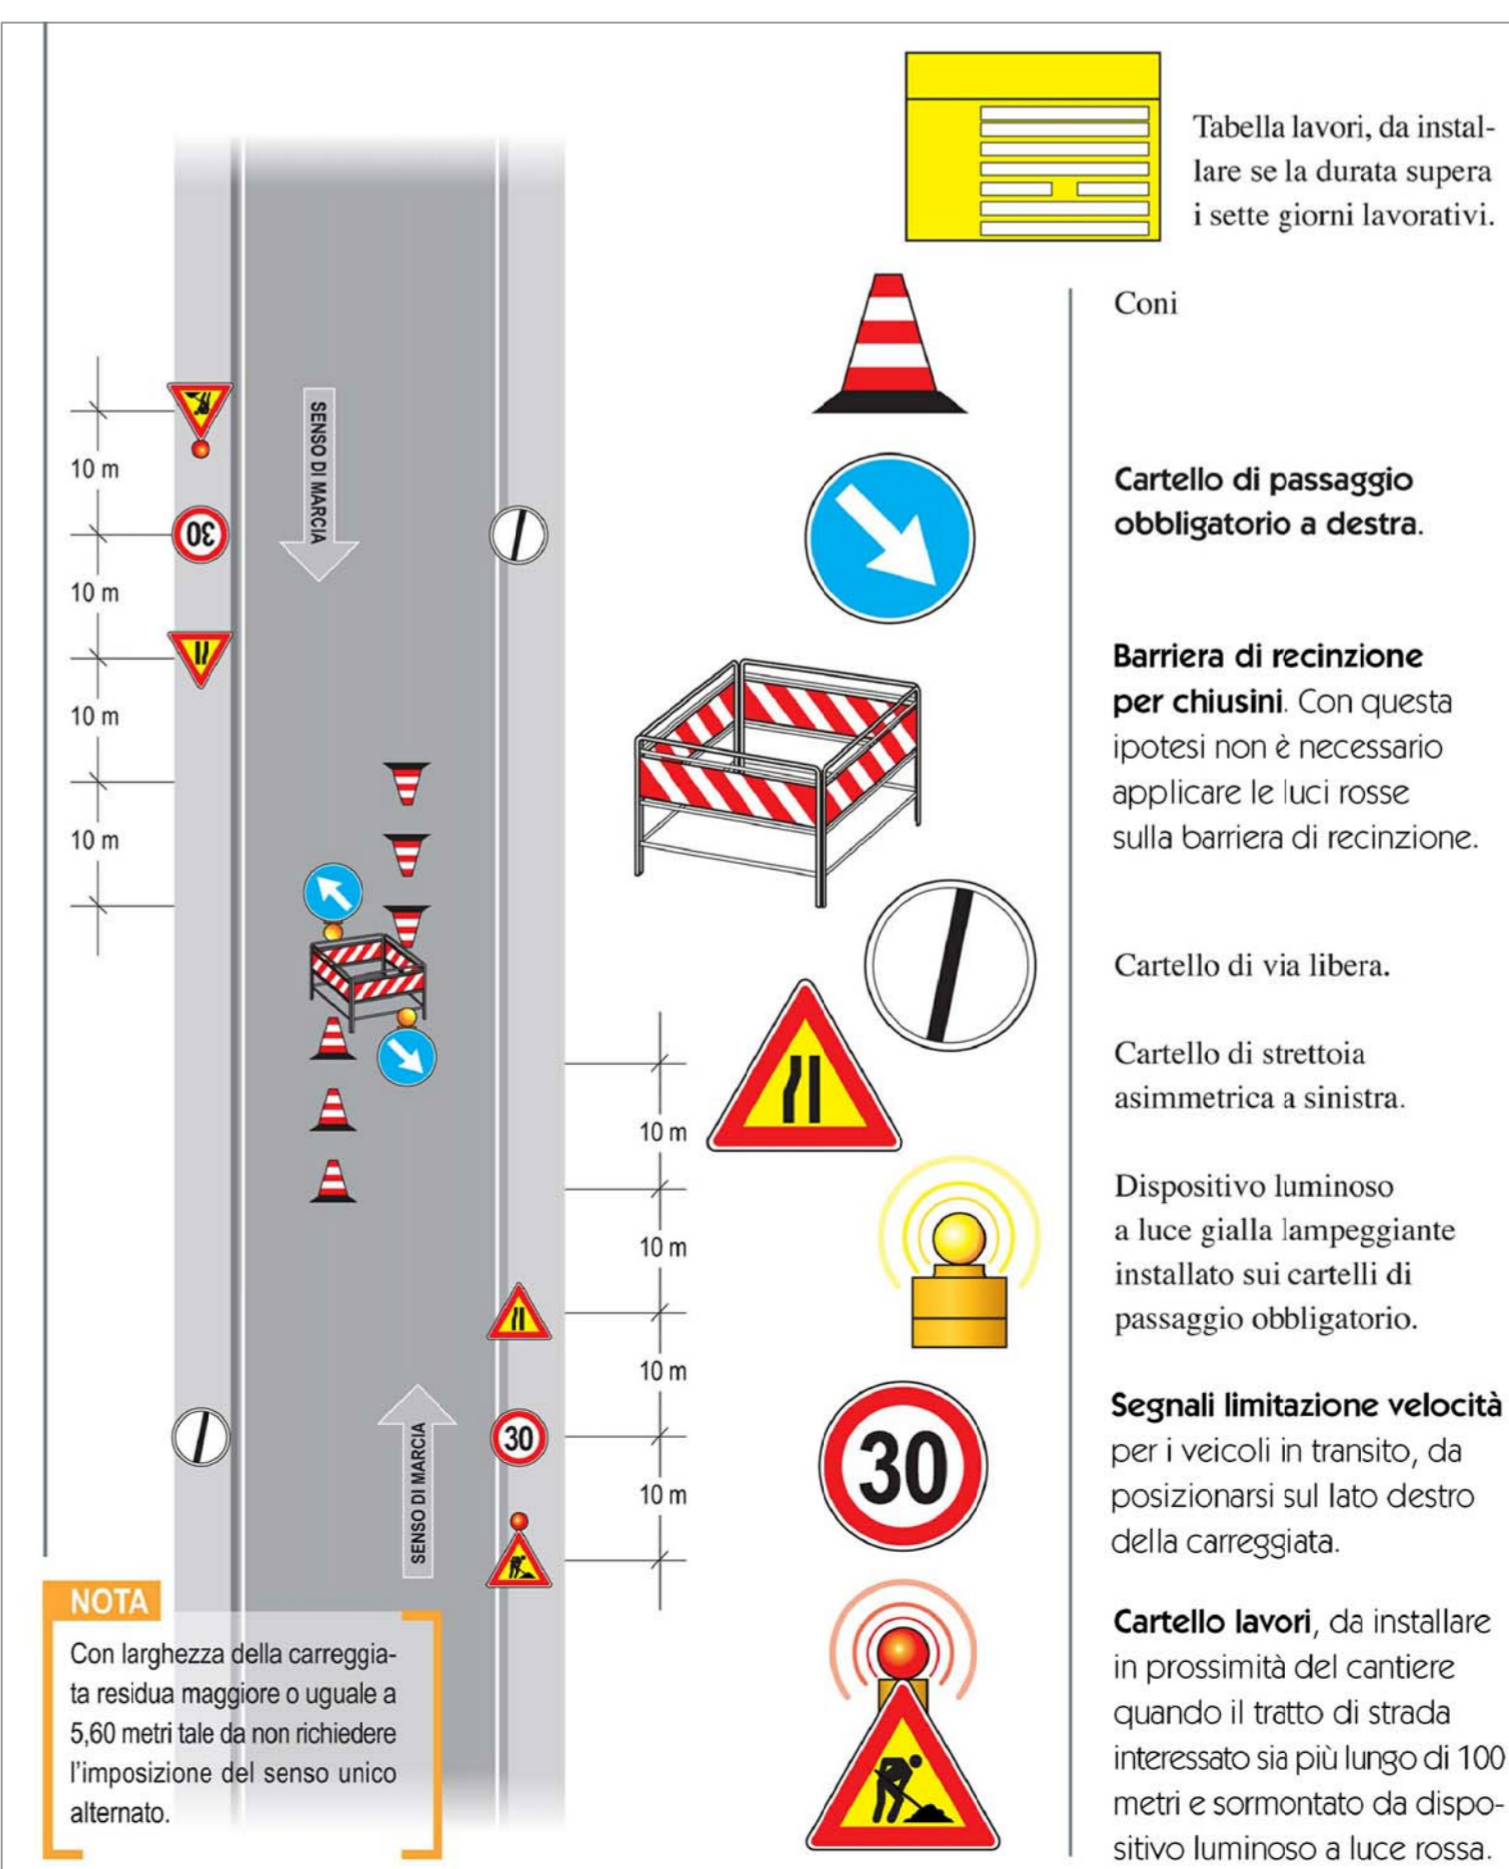 Tabella lavori, da instal-
lare se la durata supera
i sette giorni lavorativi.
Coni
Cartello di passaggio
obbligatorio a destra.
Barriera di recinzione
per chiusini. Con questa
ipotesi non è necessario
applicare le luci rosse
sulla barriera di recinzione.
Cartello di via libera.
Cartello di strettoia
asimmetrica a sinistra.
Dispositivo luminoso
a luce gialla lampeggiante
installato sui cartelli di
passaggio obbligatorio.
Segnali limitazione velocità
per i veicoli in transito, da
posizionarsi sul lato destro
della carreggiata.
Cartello lavori, da installare
in prossimità del cantiere
quando il tratto di strada
interessato sia più lungo di 100
metri e sormontato da dispo-
sitivo luminoso a luce rossa.
10 m
10 m
10 m
10 m
SENSO DI MARCIA
30
10 m
10 m
10 m
10 m
SENSO DI MARCIA
30
30
NOTA
Con larghezza della carreggia-
ta residua maggiore o uguale a
5,60 metri tale da non richiedere
l'imposizione del senso unico
alternato.